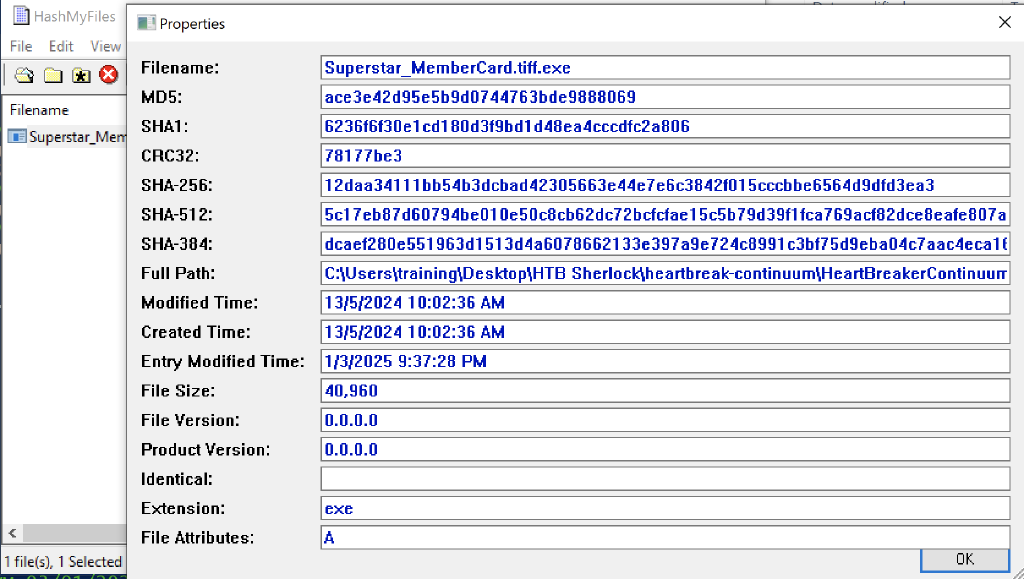 HashMyFiles
File Edit View
Filename
Superstar_Mem
1 file(s), 1 Selected
Properties
Filename: Superstar_MemberCard.tiff.exe
MD5: ace3e42d95e5b9d0744763bde9888069
SHA1: 6236f6f30e1cd180d3f9bd1d48ea4cccdfc2a806
CRC32: 78177be3
SHA-256: 12daa34111bb54b3dcbad42305663e44e7e6c3842f015cccbbe6564d9dfd3ea3
SHA-512: 5c17eb87d60794be010e50c8cb62dc72bcfcfae15c5b79d39f1fca769acf82dce8eafe807a
SHA-384: dcaef280e551963d1513d4a6078662133e397a9e724c8991c3bf75d9eba04c7aac4eca16
Full Path: C:\Users\training\Desktop\HTB Sherlock\heartbreak-continuum\HeartBreakerContinuum
Modified Time: 13/5/2024 10:02:36 AM
Created Time: 13/5/2024 10:02:36 AM
Entry Modified Time: 1/3/2025 9:37:28 PM
File Size: 40,960
File Version: 0.0.0.0
Product Version: 0.0.0.0
Identical:
Extension: exe
File Attributes: A
OK